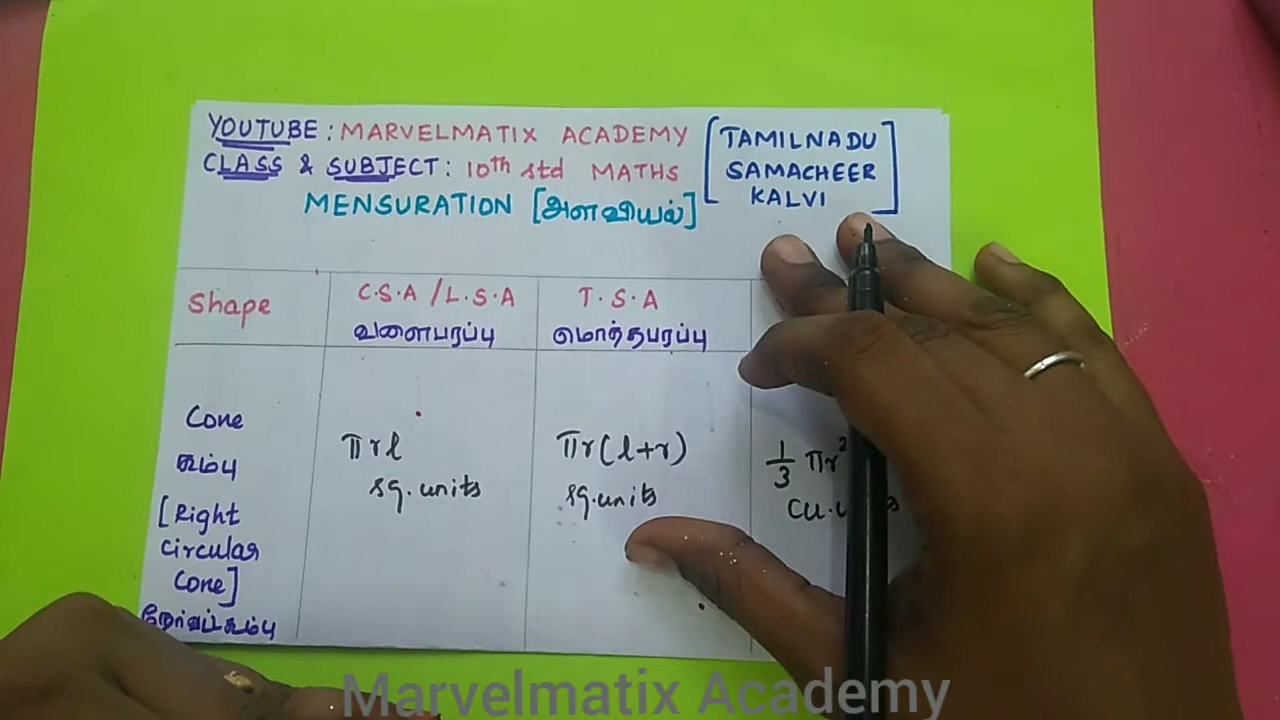 YOUTUBE : MARVELMATIX ACADEMY [TAMILNADU
CLASS & SUBJECT : 10th std MATHS SAMACHEER
KALVI]
MENSURATION [அளவியல்]
Shape
C.S.A / L.S.A
வளைபரப்பு
T.S.A
மொத்தபரப்பு
Cone
கூம்பு
[Right
circular
cone]
நேர்வட்டகூம்பு
πrl
sq.units
πr(l+r)
sq.units
1/3 πr²
cu.
Marvelmatix Academy